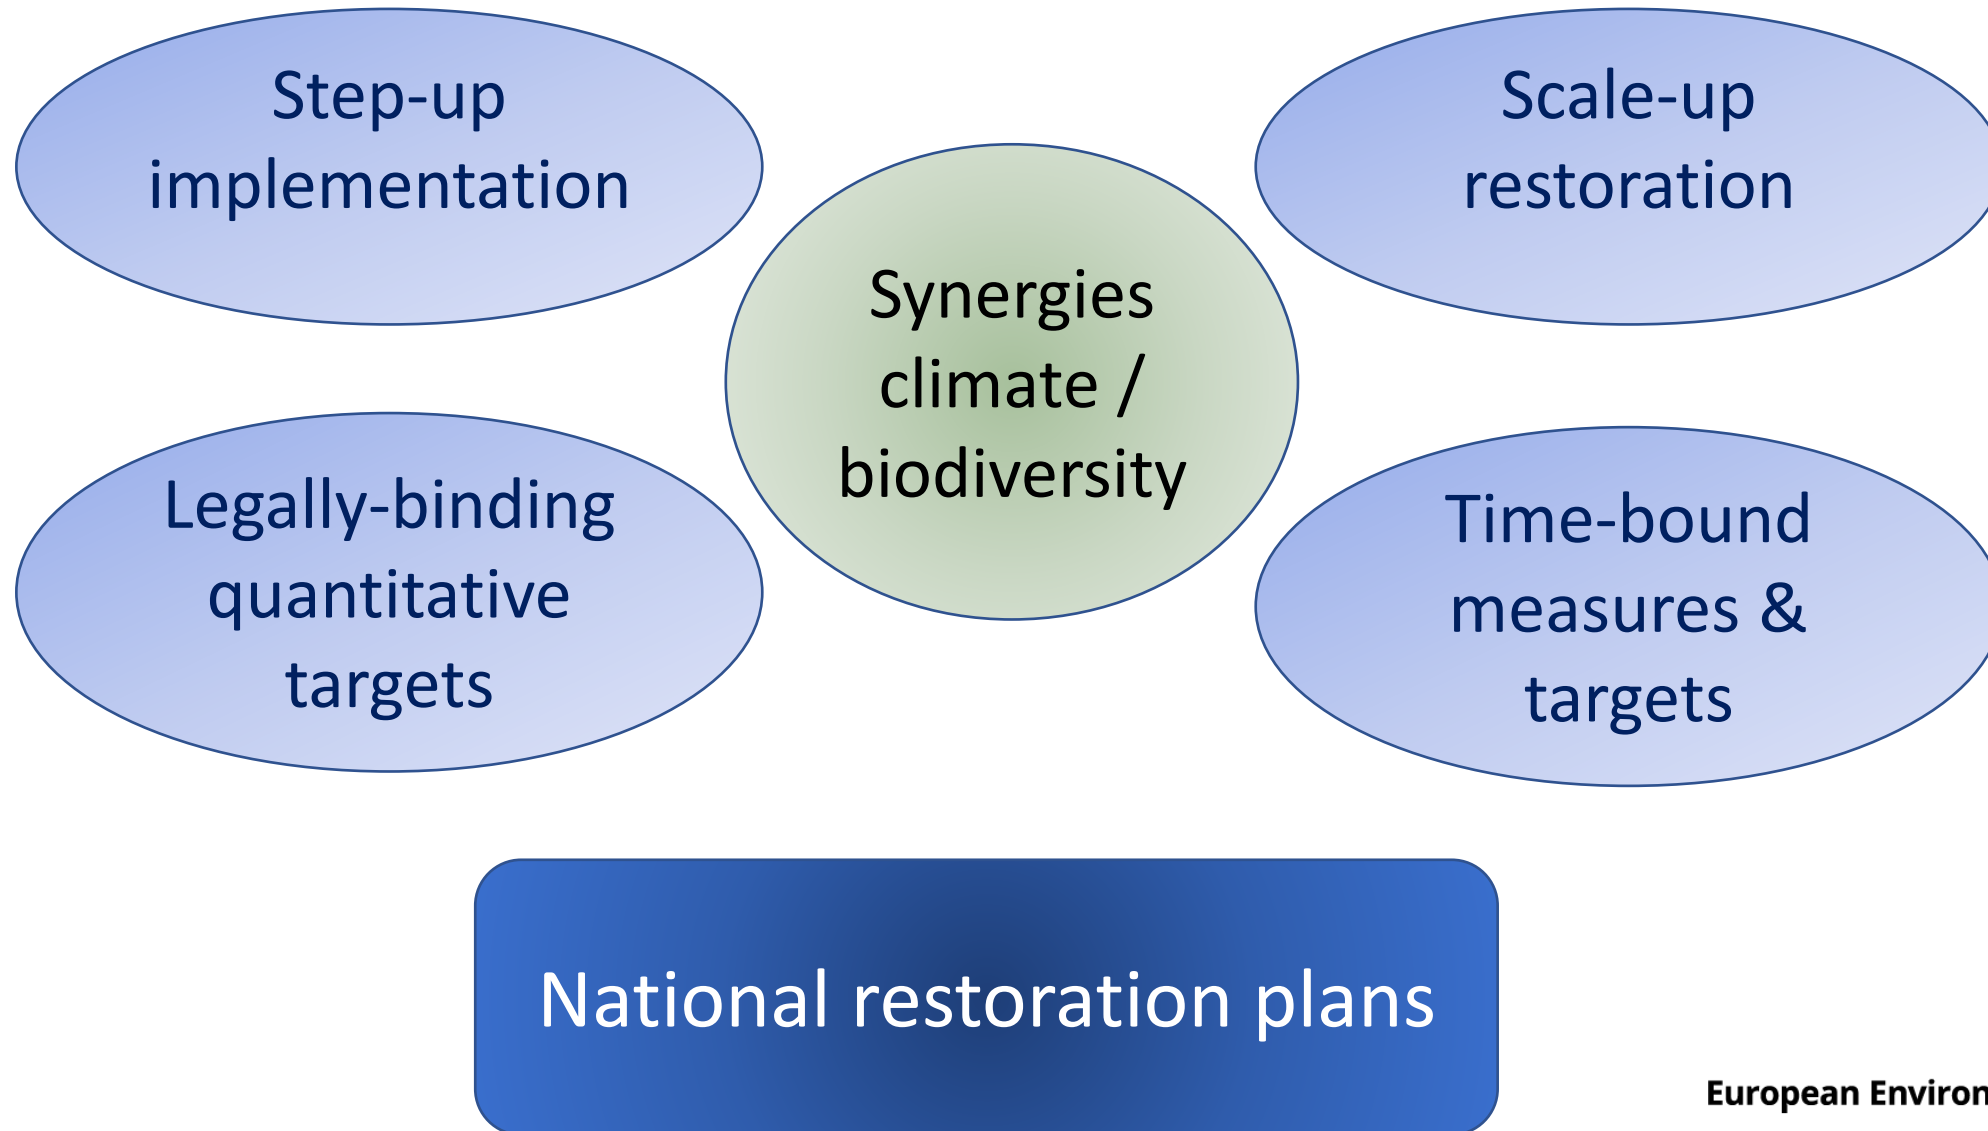 Step-up
implementation
Scale-up
restoration
Synergies
climate /
biodiversity
Legally-binding
quantitative
targets
Time-bound
measures &
targets
National restoration plans
European Environ